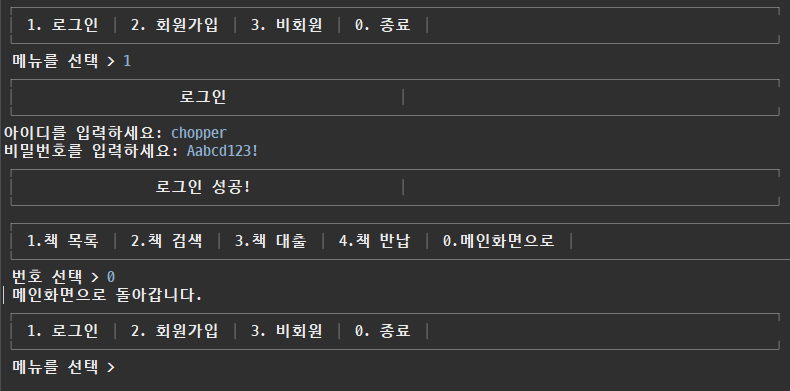 1. 로그인 | 2. 회원가입 | 3. 비회원 | 0. 종료 |
메뉴를 선택 > 1
로그인 |
아이디를 입력하세요: chopper
비밀번호를 입력하세요: Aabcd123!
로그인 성공! |
1.책 목록 | 2.책 검색 | 3.책 대출 | 4.책 반납 | 0.메인화면으로 |
번호 선택 > 0
메인화면으로 돌아갑니다.
1. 로그인 | 2. 회원가입 | 3. 비회원 | 0. 종료 |
메뉴를 선택 >